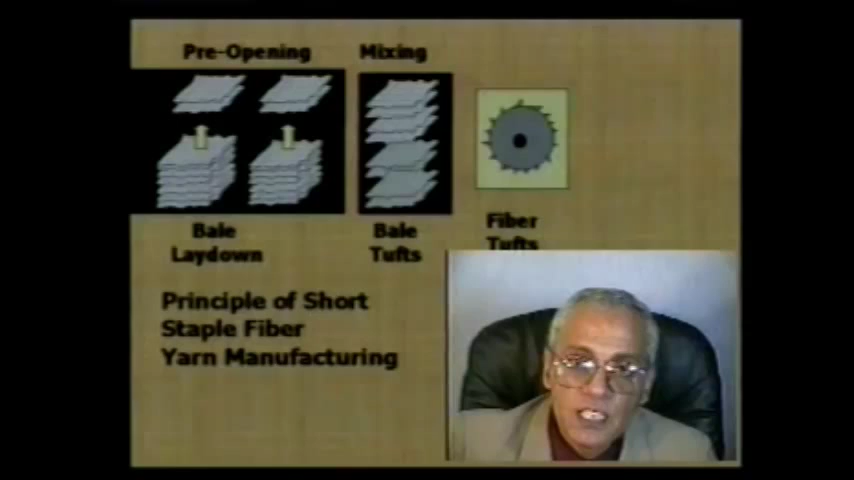 Pre-Opening
Mixing
Bale
Laydown
Bale
Tufts
Fiber
Tufts
Principle of Short
Staple Fiber
Yarn Manufacturing